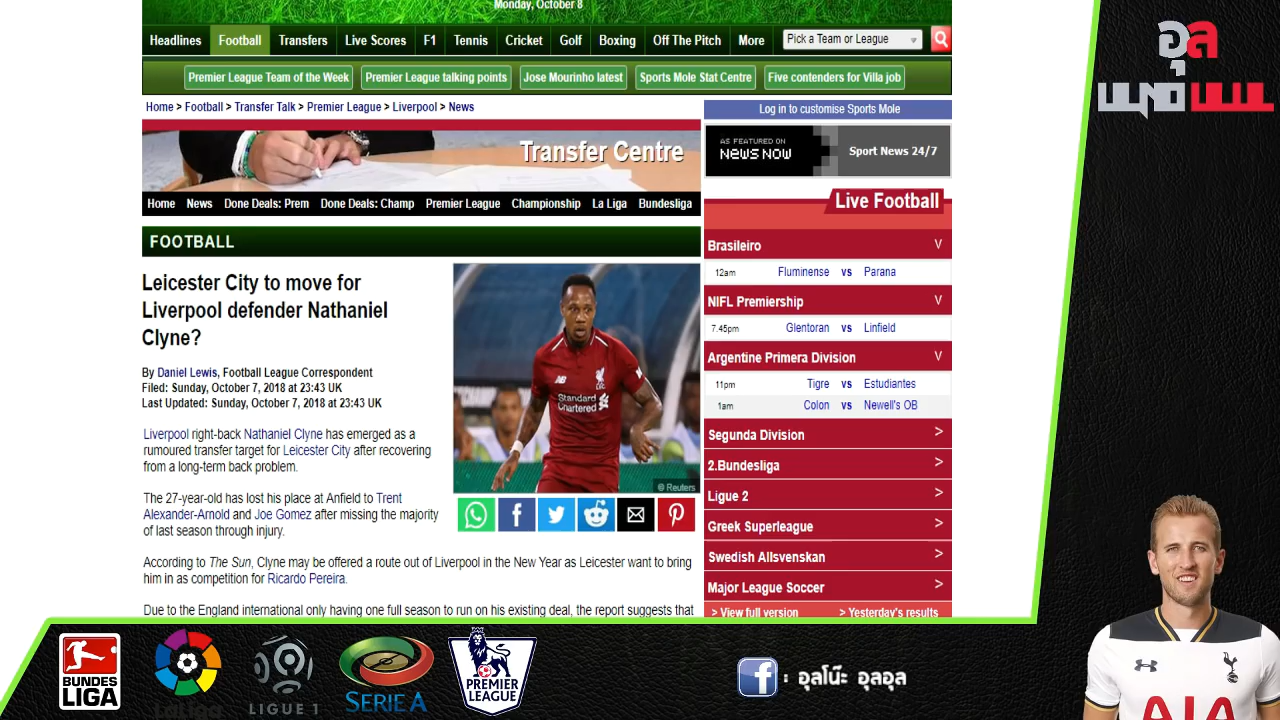 Monday, October 8
Headlines Football Transfers Live Scores F1 Tennis Cricket Golf Boxing Off The Pitch More Pick a Team or League
Premier League Team of the Week Premier League talking points Jose Mourinho latest Sports Mole Stat Centre Five contenders for Villa job
Home > Football > Transfer Talk > Premier League > Liverpool > News
Transfer Centre
Home News Done Deals: Prem Done Deals: Champ Premier League Championship La Liga Bundesliga
FOOTBALL
Leicester City to move for
Liverpool defender Nathaniel
Clyne?
By Daniel Lewis, Football League Correspondent
Filed: Sunday, October 7, 2018 at 23:43 UK
Last Updated: Sunday, October 7, 2018 at 23:43 UK
Liverpool right-back Nathaniel Clyne has emerged as a
rumoured transfer target for Leicester City after recovering
from a long-term back problem.
The 27-year-old has lost his place at Anfield to Trent
Alexander-Arnold and Joe Gomez after missing the majority
of last season through injury.
According to The Sun, Clyne may be offered a route out of Liverpool in the New Year as Leicester want to bring
him in as competition for Ricardo Pereira.
Due to the England international only having one full season to run on his existing deal, the report suggests that
Standard
Chartered
© Reuters
Log in to customise Sports Mole
AS FEATURED ON
NEWS NOW
Sport News 24/7
Live Football
Brasileiro V
12am Fluminense vs Parana
NIFL Premiership V
7.45pm Glentoran vs Linfield
Argentine Primera Division V
11pm Tigre vs Estudiantes
1am Colon vs Newell's OB
Segunda Division >
2.Bundesliga >
Ligue 2 >
Greek Superleague >
Swedish Allsvenskan >
Major League Soccer >
> View full version > Yesterday's results
อุล
BUNDES
LIGA
LaLiga
LIGUE 1
SERIE A
PREMIER
LEAGUE
f : อุลโน๊ะ อุลอุล
AIA